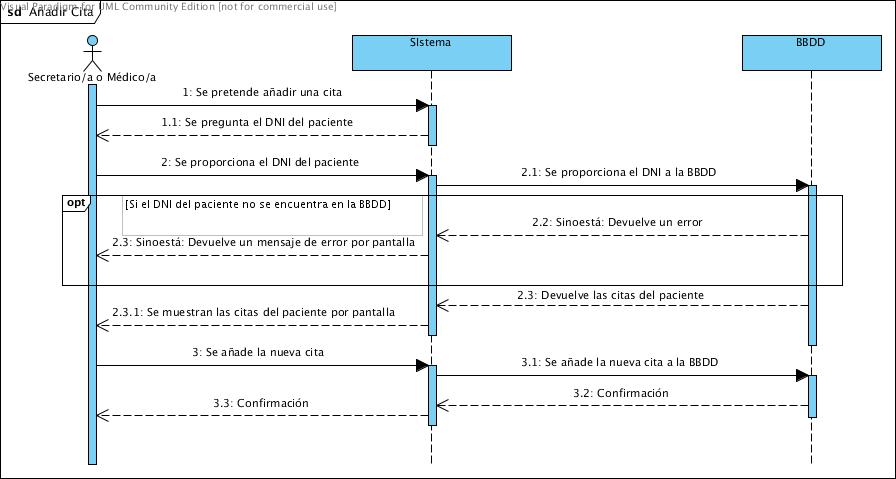 Visual Paradigm for UML Community Edition [not for commercial use]
sd Añadir Cita
Secretario/a o Médico/a
SIstema
BBDD
1: Se pretende añadir una cita
1.1: Se pregunta el DNI del paciente
2: Se proporciona el DNI del paciente
2.1: Se proporciona el DNI a la BBDD
opt
[Si el DNI del paciente no se encuentra en la BBDD]
2.2: Sinoestá: Devuelve un error
2.3: Sinoestá: Devuelve un mensaje de error por pantalla
2.3: Devuelve las citas del paciente
2.3.1: Se muestran las citas del paciente por pantalla
3: Se añade la nueva cita
3.1: Se añade la nueva cita a la BBDD
3.2: Confirmación
3.3: Confirmación